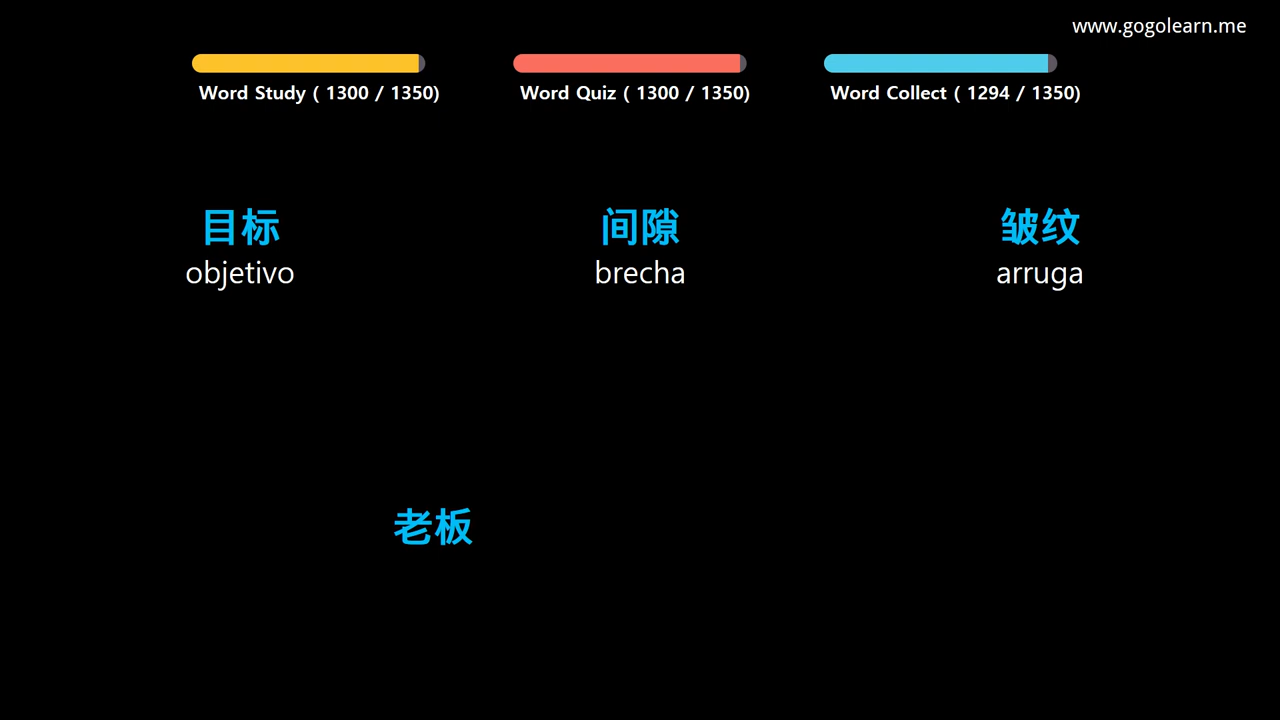 www.gogolearn.me
Word Study ( 1300 / 1350)
Word Quiz ( 1300 / 1350)
Word Collect ( 1294 / 1350)
目标
objetivo
间隙
brecha
皱纹
arruga
老板